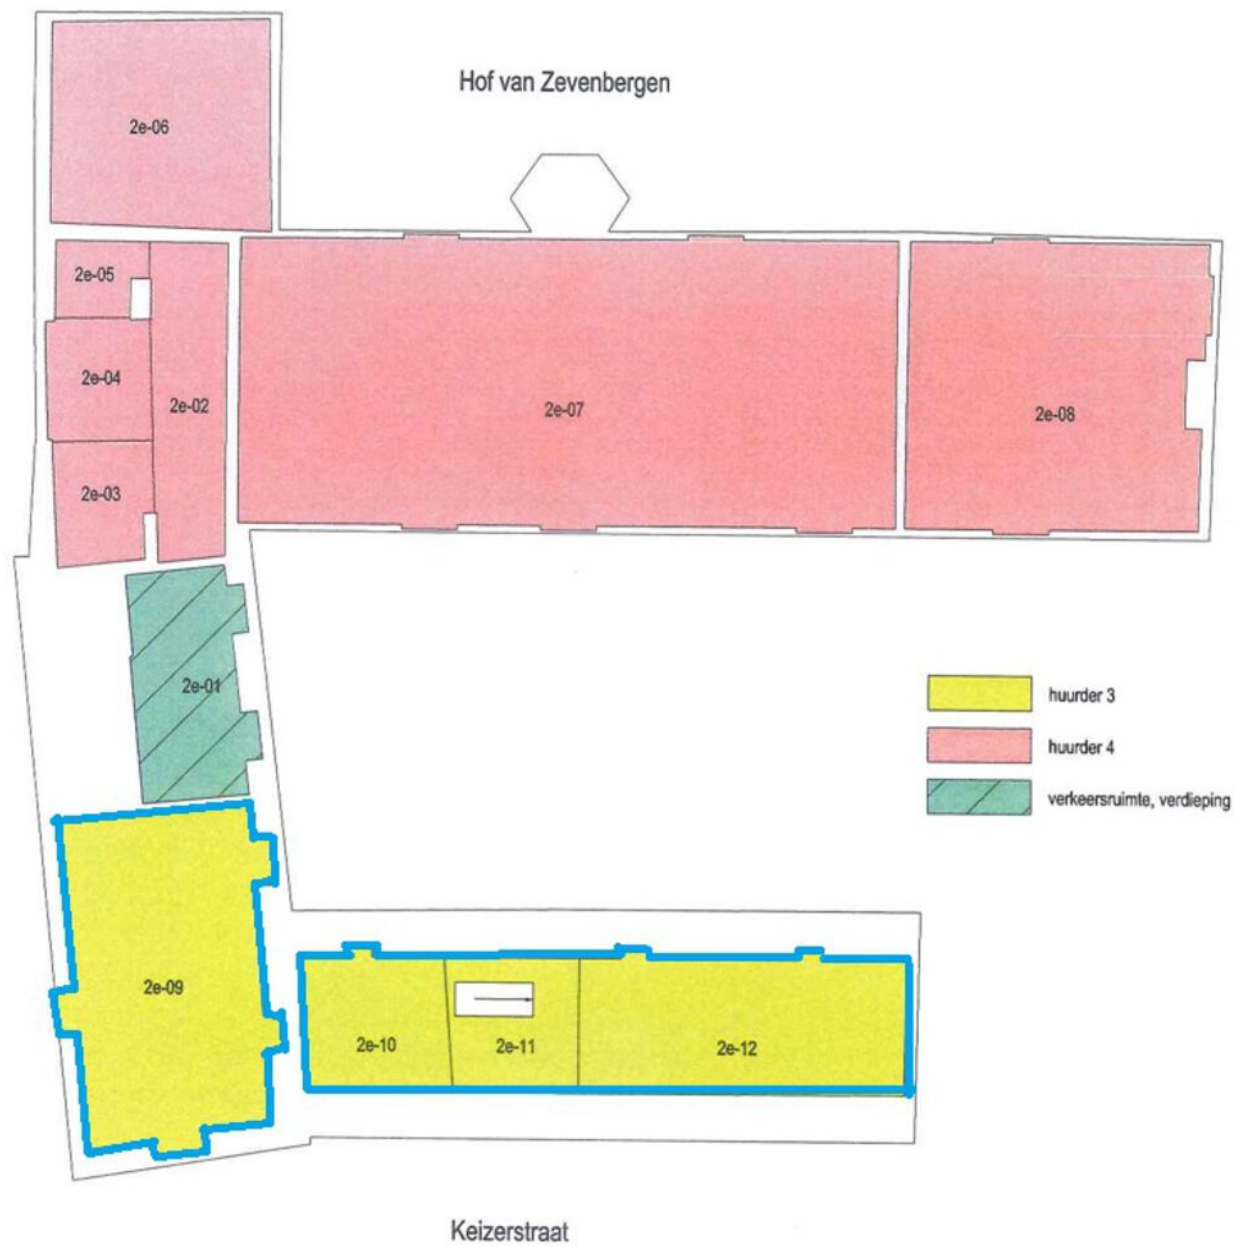 Hof van Zevenbergen
2e-06
2e-05
2e-04
2e-02
2e-03
2e-07
2e-08
2e-01
huurder 3
huurder 4
verkeersruimte, verdieping
2e-09
2e-10
2e-11
2e-12
Keizerstraat